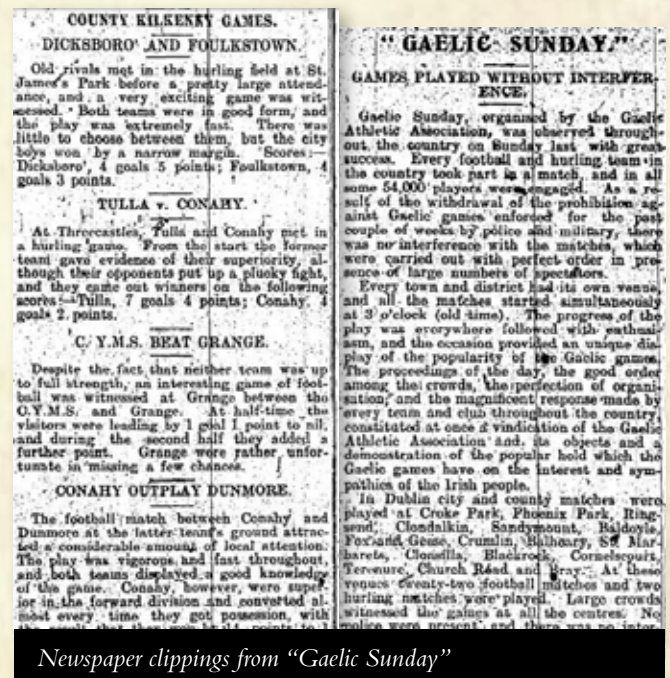 COUNTY KILKENNY GAMES.
DICKSBORO' AND FOULKSTOWN.
Old rivals met in the hurling field at St.
James's Park before a pretty large attend-
ance, and a very exciting game was wit-
nessed. Both teams were in good form, and
the play was extremely fast. There was
little to choose between them, but the city
boys won by a narrow margin. Scores:—
Dicksboro', 4 goals 5 points; Foulkstown, 4
goals 3 points.
TULLA v. CONAHY.
At Threecastles, Tulla and Conahy met in
a hurling game. From the start the former
team gave evidence of their superiority, al-
though their opponents put up a plucky fight,
and they came out winners on the following
scores:—Tulla, 7 goals 4 points; Conahy, 4
goals 2 points.
C.Y.M.S. BEAT GRANGE.
Despite the fact that neither team was up
to full strength, an interesting game of foot-
ball was witnessed at Grange between the
C.Y.M.S. and Grange. At half-time the
visitors were leading by 1 goal 1 point to nil,
and during the second half they added a
further point. Grange were rather unfor-
tunate in missing a few chances.
CONAHY OUTPLAY DUNMORE.
The football match between Conahy and
Dunmore at the latter team's ground attrac-
ted a considerable amount of local attention.
The play was vigorous and fast throughout,
and both teams displayed a good knowledge
of the game. Conahy, however, were super-
ior in the forward division and converted al-
most every time they got possession, with
"GAELIC SUNDAY."
GAMES PLAYED WITHOUT INTERFER-
ENCE.
Gaelic Sunday, organised by the Gaelic
Athletic Association, was observed through-
out the country on Sunday last with great
success. Every football and hurling team in
the country took part in a match, and in all
some 54,000 players were engaged. As a re-
sult of the withdrawal of the prohibition ag-
ainst Gaelic games enforced for the past
couple of weeks by police and military, there
was no interference with the matches, which
were carried out with perfect order in pre-
sence of large numbers of spectators.
Every town and district had its own venue,
and all the matches started simultaneously
at 3 o'clock (old time). The progress of the
play was everywhere followed with enthusi-
asm, and the occasion provided an unique dis-
play of the popularity of the Gaelic games.
The proceedings of the day, the good order
among the crowds, the perfection of organi-
sation, and the magnificent response made by
every team and club throughout the country,
constituted at once a vindication of the Gaelic
Athletic Association and its objects and a
demonstration of the popular hold which the
Gaelic games have on the interest and sym-
pathies of the Irish people.
In Dublin city and county matches were
played at Croke Park, Phoenix Park, Ring-
send, Clondalkin, Sandymount, Baldoyle,
Fox and Geese, Crumlin, Balheary, St. Mar-
garets, Clonsilla, Blackrock, Cornelscourt,
Terenure, Church Road and Bray. At these
venues twenty-two football matches and two
hurling matches were played. Large crowds
witnessed the games at all the centres. No
police were present, and there was no
Newspaper clippings from "Gaelic Sunday"